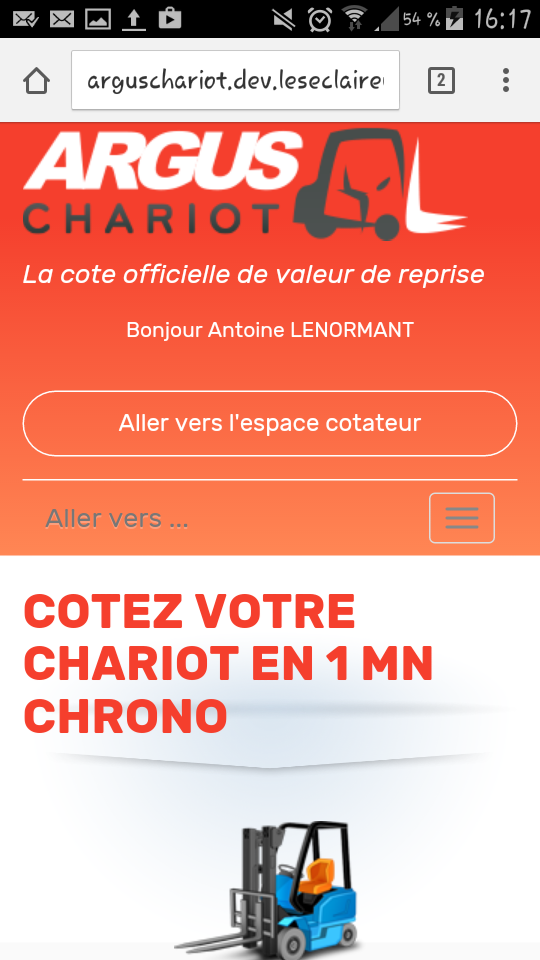 54 % 16:17
arguschariot.dev.leseclaire
2
ARGUS
CHARIOT
La cote officielle de valeur de reprise
Bonjour Antoine LENORMANT
Aller vers l'espace cotateur
Aller vers ...
COTEZ VOTRE
CHARIOT EN 1 MN
CHRONO